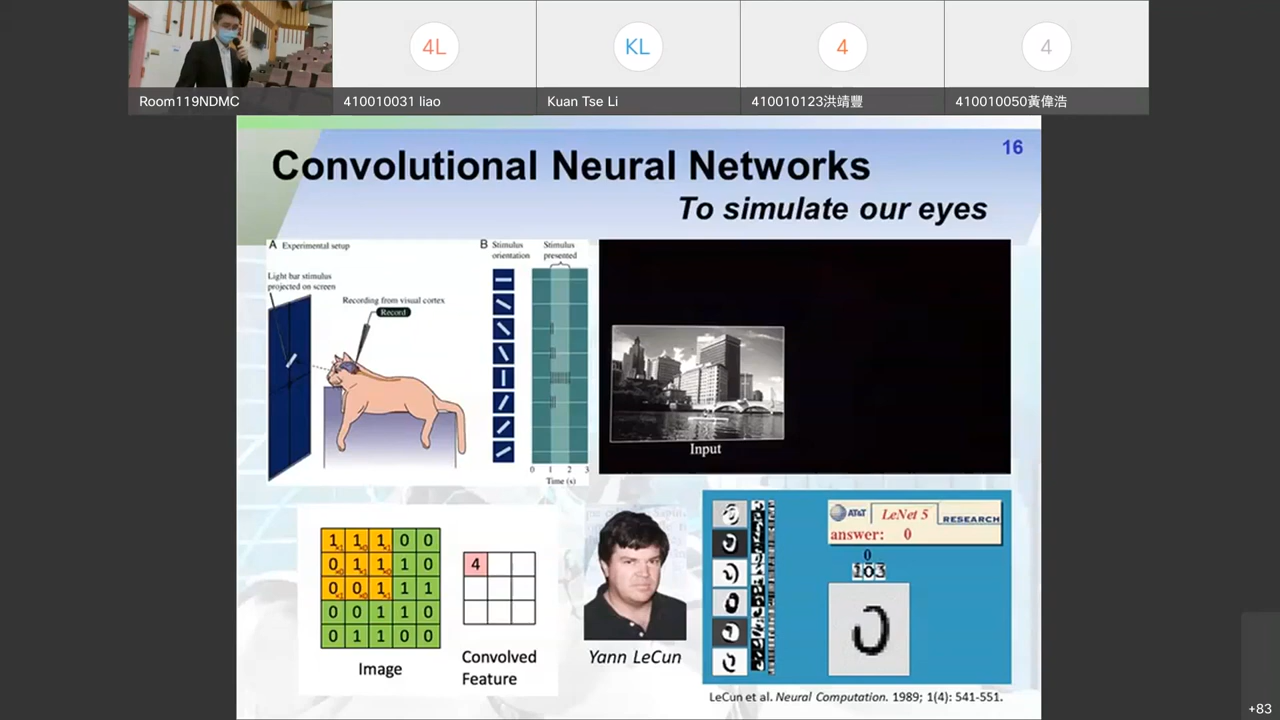 4L
KL
4
4
Room119NDMC
410010031 liao
Kuan Tse Li
410010123洪靖豐
410010050黃偉浩
Convolutional Neural Networks
16
To simulate our eyes
A Experimental setup
Light bar stimulus
projected on screen
Recording from visual cortex
Record
B Stimulus
orientation
Stimulus
presented
0 1 2 3
Time (s)
Input
1 1 1 0 0
0 1 1 1 0
0 0 1 1 1
0 0 1 1 0
0 1 1 0 0
Image
4
Convolved
Feature
Yann LeCun
AT&T
LeNet 5
RESEARCH
answer: 0
0
103
LeCun et al. Neural Computation. 1989; 1(4): 541-551.
+83